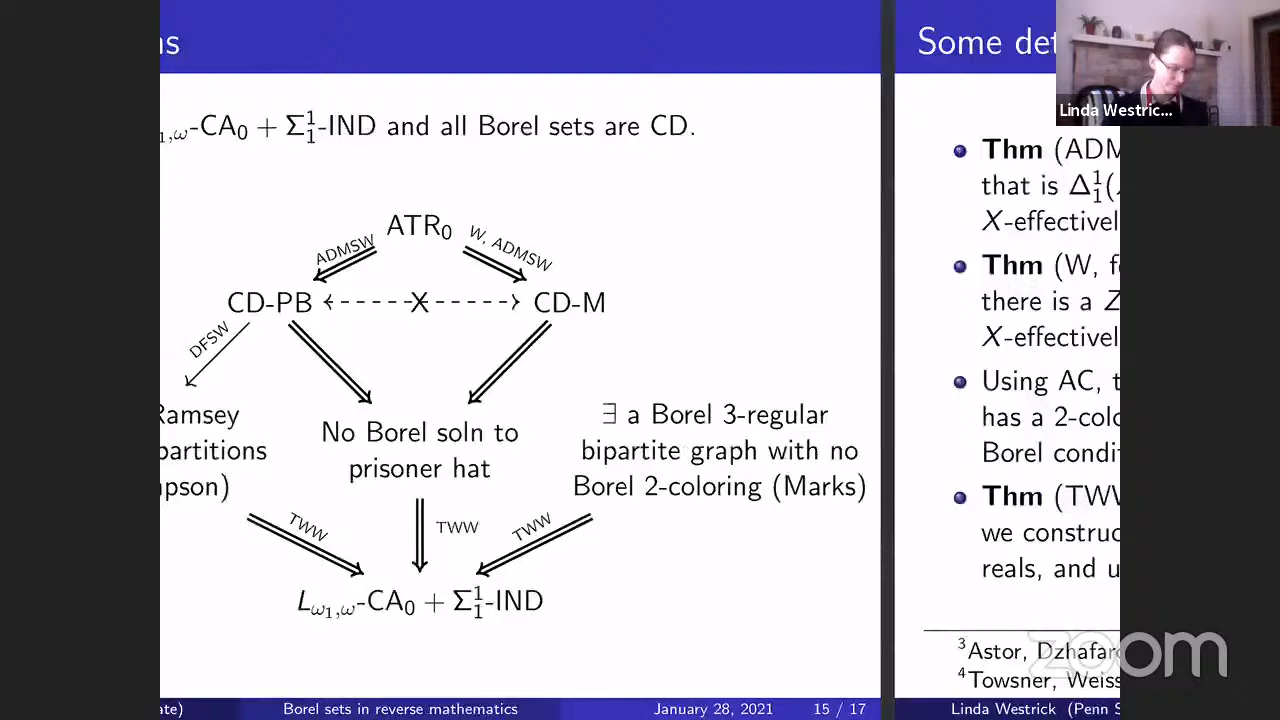 ns
Some det
Linda Westric...
₁,ω-CA₀ + Σ¹₁-IND and all Borel sets are CD.
ATR₀
ADMSW
W, ADMSW
CD-PB
X
CD-M
DFSW
Ramsey
partitions
pson)
No Borel soln to
prisoner hat
∃ a Borel 3-regular
bipartite graph with no
Borel 2-coloring (Marks)
TWW
TWW
TWW
L_ω₁,ω-CA₀ + Σ¹₁-IND
ate)
Borel sets in reverse mathematics
January 28, 2021
15 / 17
Thm (ADM
that is Δ¹₁(
X-effectivel
Thm (W, f
there is a Z
X-effectivel
Using AC, t
has a 2-colo
Borel condi
Thm (TWW
we construc
reals, and u
³Astor, Dzhafaro
⁴Towsner, Weiss
zoom
Linda Westrick (Penn S